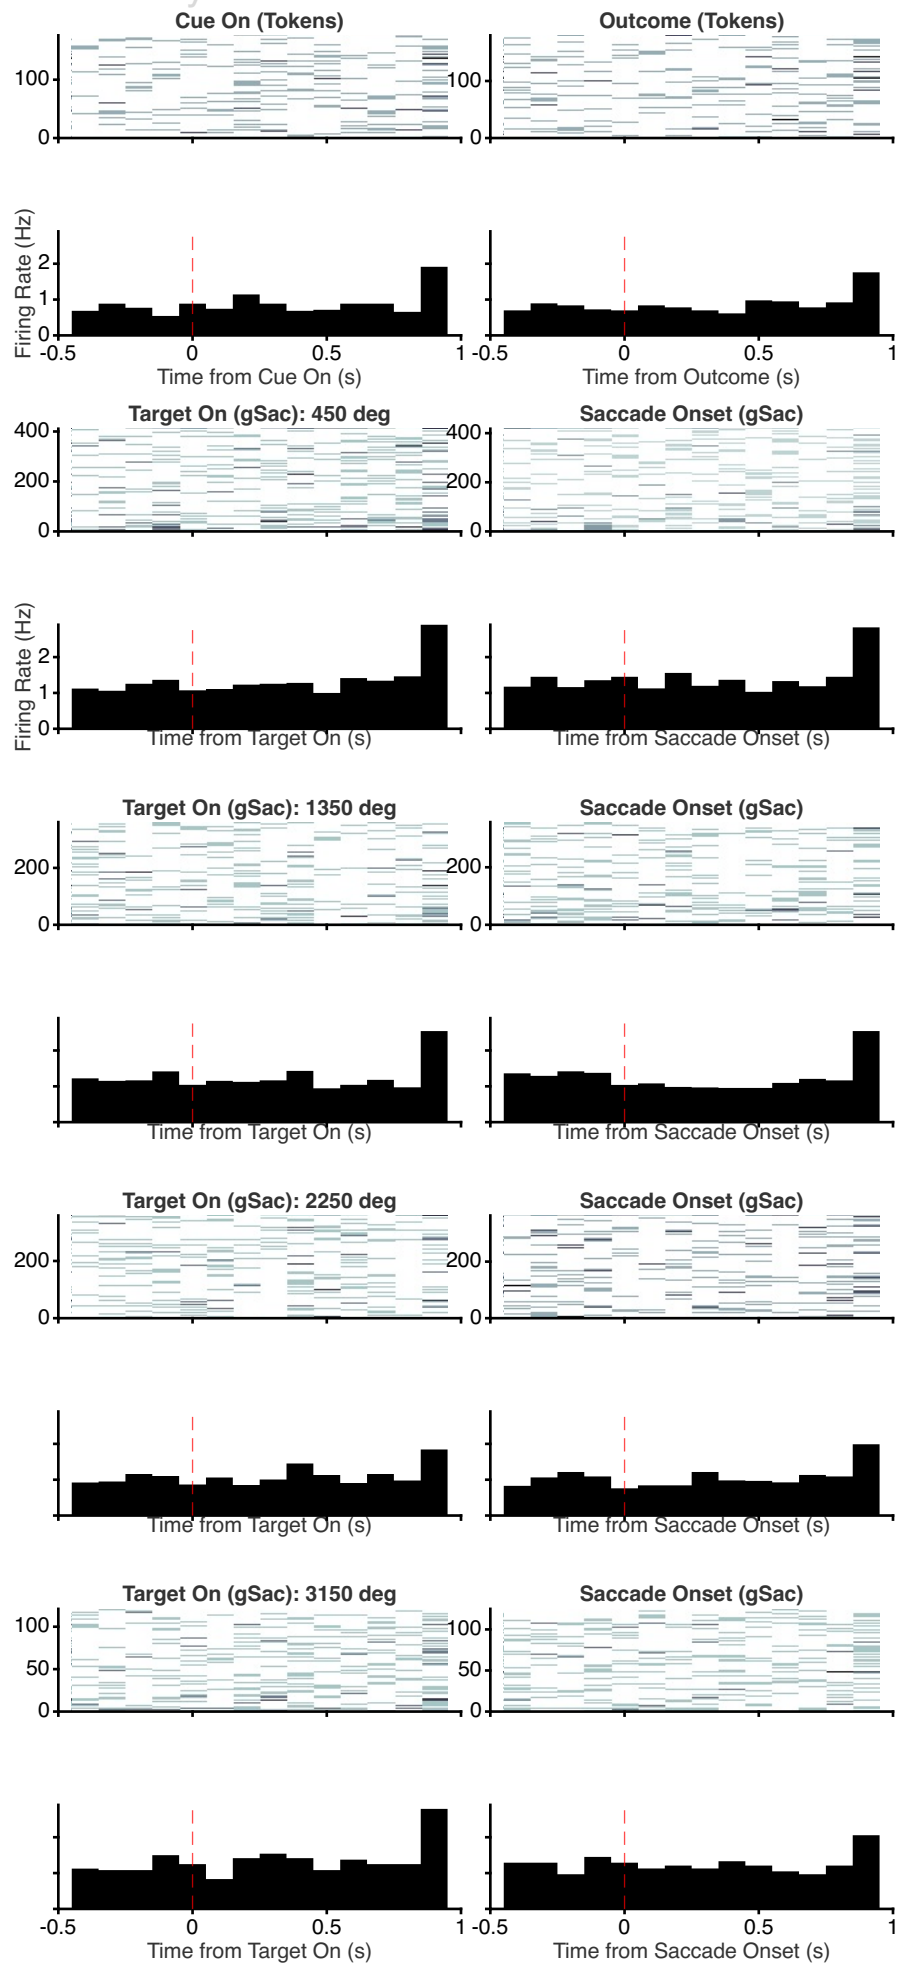 Cue On (Tokens)
Outcome (Tokens)
100
0
100
0
Firing Rate (Hz)
2
1
0
-0.5
0
0.5
1
-0.5
0
0.5
1
Time from Cue On (s)
Time from Outcome (s)
Target On (gSac): 450 deg
Saccade Onset (gSac)
400
200
0
400
200
0
Firing Rate (Hz)
2
1
0
Time from Target On (s)
Time from Saccade Onset (s)
Target On (gSac): 1350 deg
Saccade Onset (gSac)
200
0
200
0
Time from Target On (s)
Time from Saccade Onset (s)
Target On (gSac): 2250 deg
Saccade Onset (gSac)
200
0
200
0
Time from Target On (s)
Time from Saccade Onset (s)
Target On (gSac): 3150 deg
Saccade Onset (gSac)
100
50
0
100
50
0
-0.5
0
0.5
1
-0.5
0
0.5
1
Time from Target On (s)
Time from Saccade Onset (s)